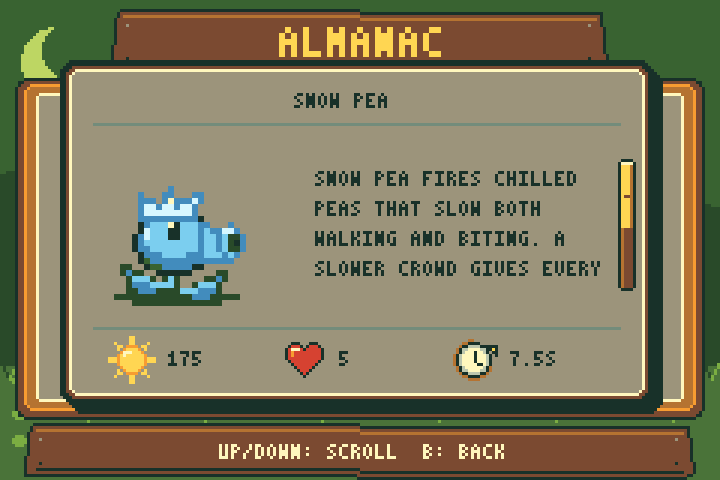 ALMANAC
SNOW PEA
SNOW PEA FIRES CHILLED
PEAS THAT SLOW BOTH
WALKING AND BITING. A
SLOWER CROWD GIVES EVERY
175
5
7.5S
UP/DOWN: SCROLL B: BACK